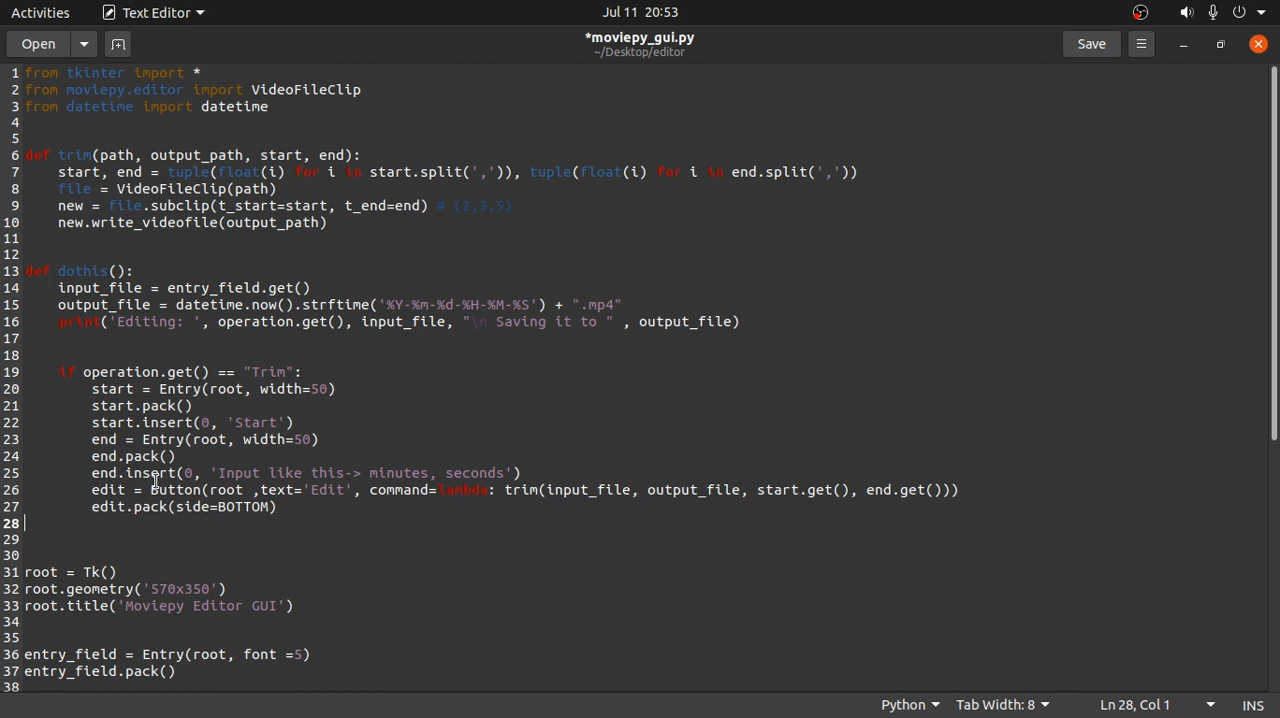 Activities Text Editor Jul 11 20:53
Open *moviepy_gui.py Save
~/Desktop/editor
1 from tkinter import *
2 from moviepy.editor import VideoFileClip
3 from datetime import datetime
4
5
6 def trim(path, output_path, start, end):
7     start, end = tuple(float(i) for i in start.split(',')), tuple(float(i) for i in end.split(','))
8     file = VideoFileClip(path)
9     new = file.subclip(t_start=start, t_end=end) # (2,3,5)
10     new.write_videofile(output_path)
11
12
13 def dothis():
14     input_file = entry_field.get()
15     output_file = datetime.now().strftime('%Y-%m-%d-%H-%M-%S') + ".mp4"
16     print('Editing: ', operation.get(), input_file, "\n Saving it to " , output_file)
17
18
19     if operation.get() == "Trim":
20         start = Entry(root, width=50)
21         start.pack()
22         start.insert(0, 'Start')
23         end = Entry(root, width=50)
24         end.pack()
25         end.insert(0, 'Input like this-> minutes, seconds')
26         edit = Button(root ,text='Edit', command=lambda: trim(input_file, output_file, start.get(), end.get()))
27         edit.pack(side=BOTTOM)
28
29
30
31 root = Tk()
32 root.geometry('570x350')
33 root.title('Moviepy Editor GUI')
34
35
36 entry_field = Entry(root, font =5)
37 entry_field.pack()
38
Python Tab Width: 8 Ln 28, Col 1 INS